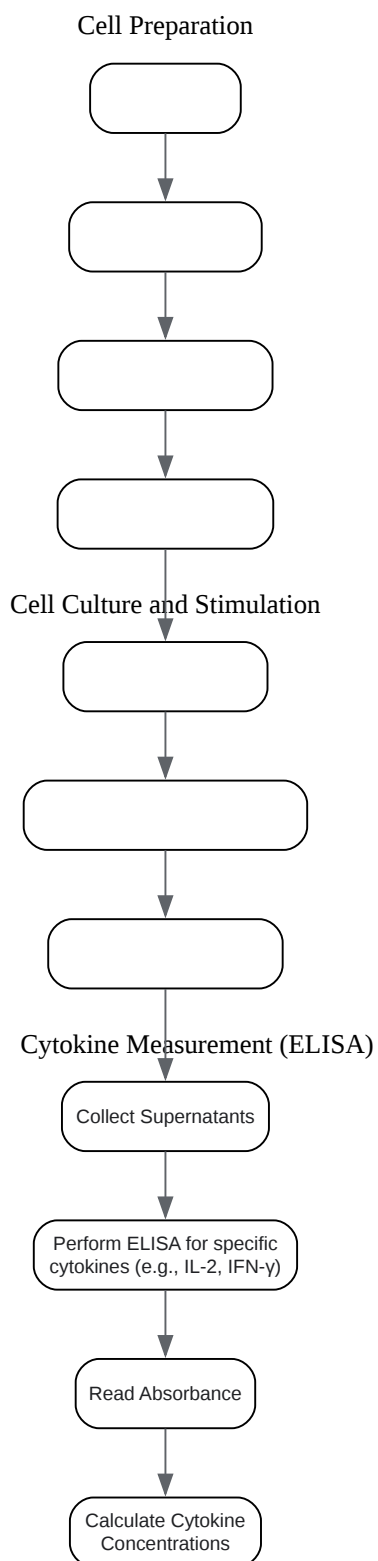 Cell Preparation
Cell Culture and Stimulation
Cytokine Measurement (ELISA)
Collect Supernatants
Perform ELISA for specific
cytokines (e.g., IL-2, IFN-γ)
Read Absorbance
Calculate Cytokine
Concentrations